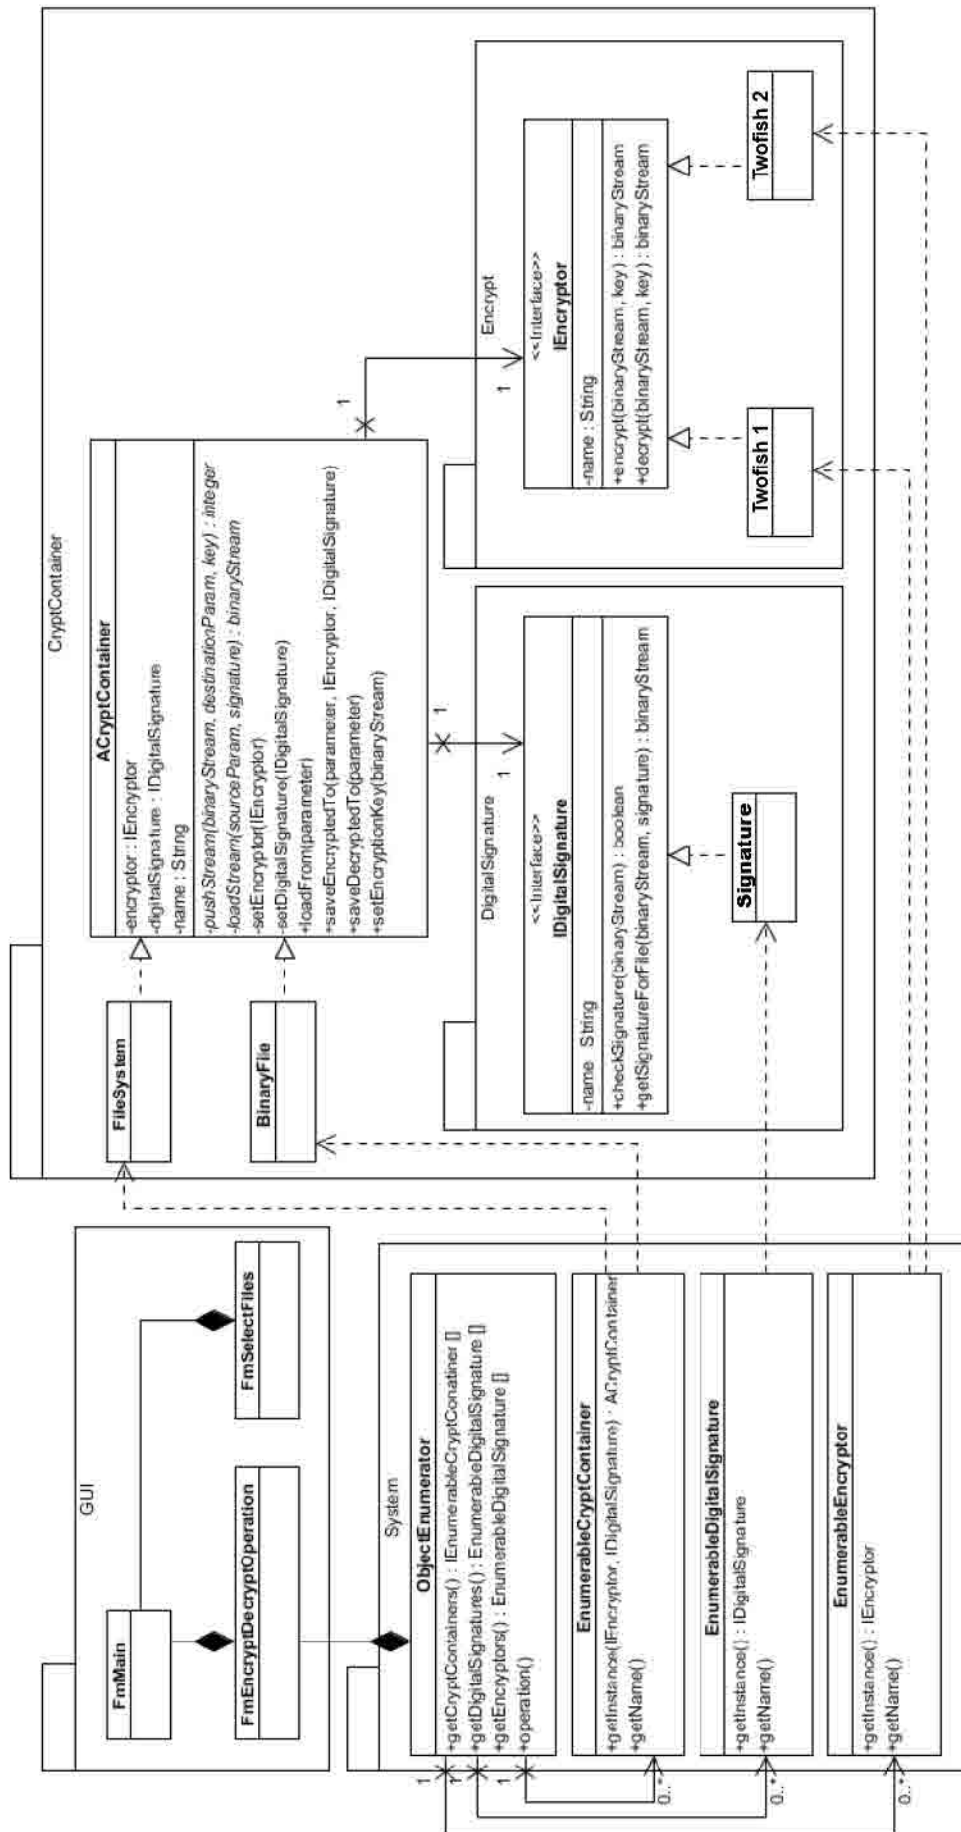 GUI
FmMain
FmEncryptDecryptOperation
FmSelectFiles
System
ObjectEnumerator
+getCryptContainers() : IEnumerableCryptConatiner []
+getDigitalSignatures() : EnumerableDigitalSignature []
+getEncryptors() : EnumerableDigitalSignature []
+operation()
1
1
1
EnumerableCryptContainer
+getInstance(IEncryptor, IDigitalSignature) : ACryptContainer
+getName()
0..*
EnumerableDigitalSignature
+getInstance() : IDigitalSignature
+getName()
0..*
EnumerableEncryptor
+getInstance() : IEncryptor
+getName()
0..*
CryptContainer
FileSystem
BinaryFile
ACryptContainer
-encryptor : IEncryptor
-digitalSignature : IDigitalSignature
-name : String
-pushStream(binaryStream, destinationParam, key) : integer
-loadStream(sourceParam, signature) : binaryStream
-setEncryptor(IEncryptor)
-setDigitalSignature(IDigitalSignature)
+loadFrom(parameter)
+saveEncryptedTo(parameter, IEncryptor, IDigitalSignature)
+saveDecryptedTo(parameter)
+setEncryptionKey(binaryStream)
1
1
DigitalSignature
1
<<Interface>>
IDigitalSignature
-name String
+checkSignature(binaryStream) : boolean
+getSignatureForFile(binaryStream, signature) : binaryStream
Signature
Encrypt
1
<<Interface>>
IEncryptor
-name : String
+encrypt(binaryStream, key) : binaryStream
+decrypt(binaryStream, key) : binaryStream
Twofish 1
Twofish 2